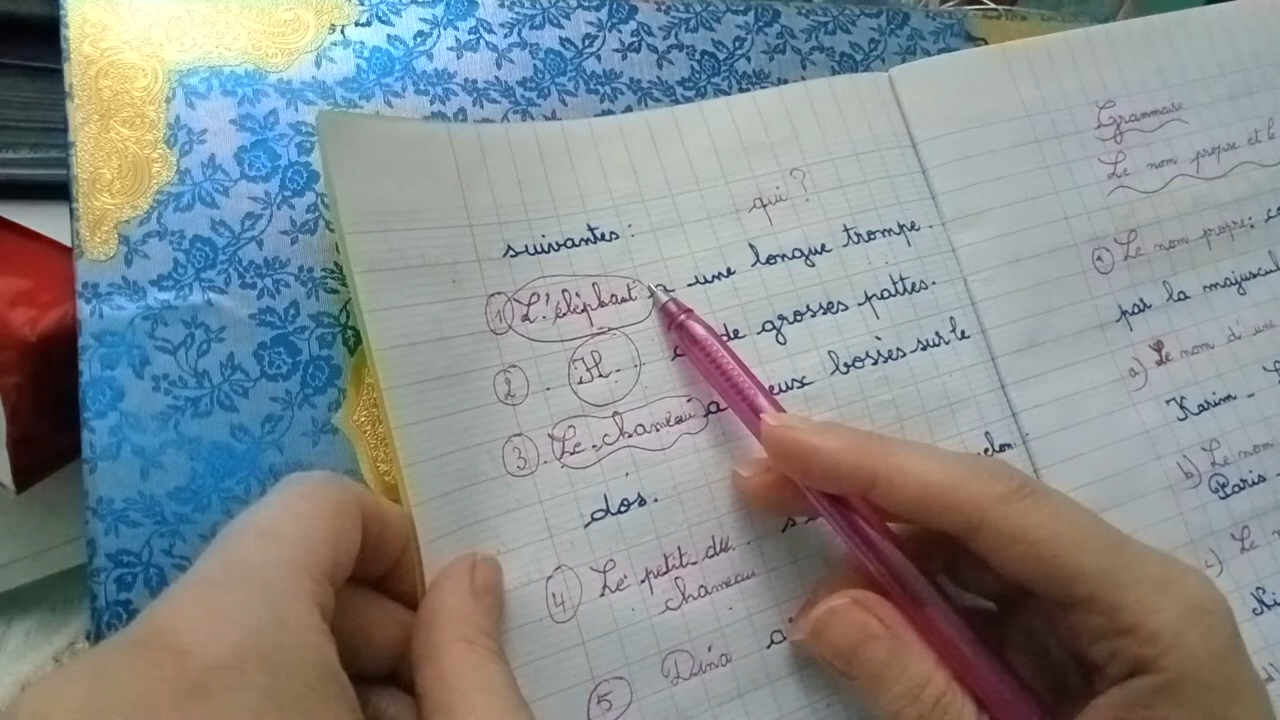 qui ?
suivantes :
① L'éléphant a une longue trompe.
② . Il . de grosses pattes.
③ . Le chameau a eux bosses sur le
dos.
④ Le petit du .
chameau
⑤ Dina a
Grammaire
Le nom propre et l
① Le nom propre :
par la majuscul
a) Le nom d'une
Karim -
b) Le nom
Paris -
c) Le